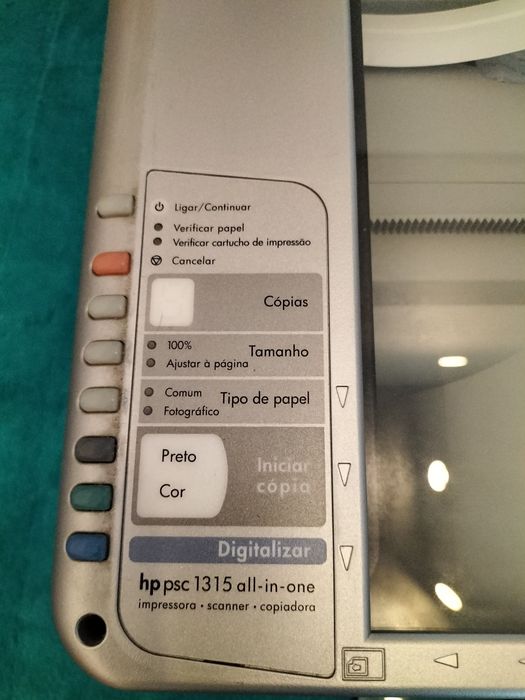 Ligar/Continuar
Verificar papel
Verificar cartucho de impressão
Cancelar
Cópias
100%
Ajustar à página
Tamanho
Comum
Fotográfico
Tipo de papel
Preto
Cor
Iniciar
cópia
Digitalizar
hp psc 1315 all-in-one
impressora • scanner • copiadora